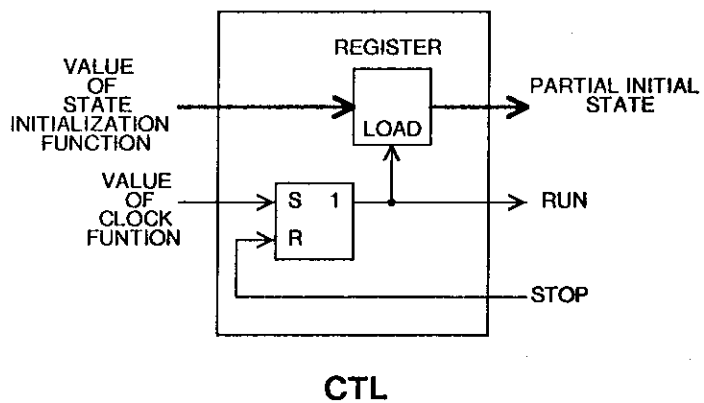 REGISTER
VALUE
OF
STATE
INITIALIZATION
FUNCTION
PARTIAL INITIAL
STATE
LOAD
VALUE
OF
CLOCK
FUNTION
S 1
R
RUN
STOP
CTL